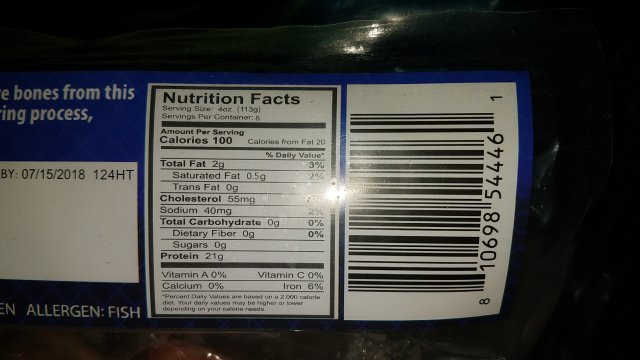 e bones from this
ing process,
BY: 07/15/2018 124HT
EN ALLERGEN: FISH
Nutrition Facts
Serving Size: 4oz. (113g)
Servings Per Container: 8
Amount Per Serving
Calories 100 Calories from Fat 20
% Daily Value*
Total Fat 2g 3%
Saturated Fat 0.5g 2%
Trans Fat 0g
Cholesterol 55mg
Sodium 40mg 2%
Total Carbohydrate 0g 0%
Dietary Fiber 0g 0%
Sugars 0g
Protein 21g
Vitamin A 0% Vitamin C 0%
Calcium 0% Iron 6%
*Percent Daily Values are based on a 2,000 calorie
diet. Your daily values may be higher or lower
depending on your calorie needs.
8 10698 54446 1